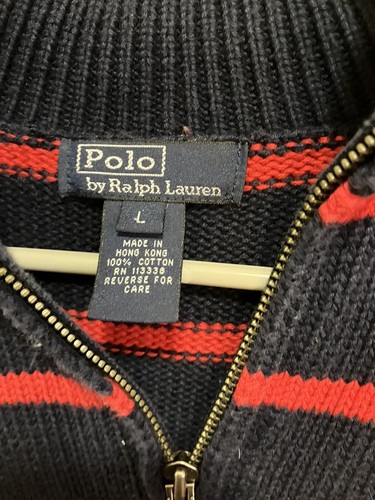 Polo
by Ralph Lauren
L
MADE IN
HONG KONG
100% COTTON
RN 113338
REVERSE FOR
CARE